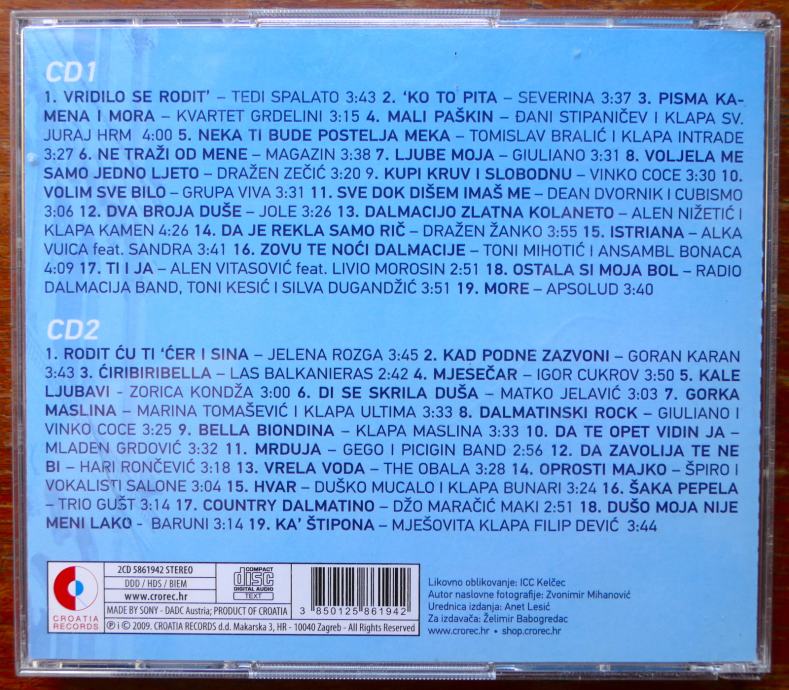 CD1
1. VRIDILO SE RODIT' – TEDI SPALATO 3:43 2. 'KO TO PITA – SEVERINA 3:37 3. PISMA KA-
MENA I MORA – KVARTET GRDELINI 3:15 4. MALI PAŠKIN – ĐANI STIPANIČEV I KLAPA SV.
JURAJ HRM 4:00 5. NEKA TI BUDE POSTELJA MEKA – TOMISLAV BRALIĆ I KLAPA INTRADE
3:27 6. NE TRAŽI OD MENE – MAGAZIN 3:38 7. LJUBE MOJA – GIULIANO 3:31 8. VOLJELA ME
SAMO JEDNO LJETO – DRAŽEN ZEČIĆ 3:20 9. KUPI KRUV I SLOBODNU – VINKO COCE 3:30 10.
VOLIM SVE BILO – GRUPA VIVA 3:31 11. SVE DOK DIŠEM IMAŠ ME – DEAN DVORNIK I CUBISMO
3:06 12. DVA BROJA DUŠE – JOLE 3:26 13. DALMACIJO ZLATNA KOLANETO – ALEN NIŽETIĆ I
KLAPA KAMEN 4:26 14. DA JE REKLA SAMO RIČ – DRAŽEN ŽANKO 3:55 15. ISTRIANA – ALKA
VUICA feat. SANDRA 3:41 16. ZOVU TE NOĆI DALMACIJE – TONI MIHOTIĆ I ANSAMBL BONACA
4:09 17. TI I JA – ALEN VITASOVIĆ feat. LIVIO MOROSIN 2:51 18. OSTALA SI MOJA BOL – RADIO
DALMACIJA BAND, TONI KESIĆ I SILVA DUGANDŽIĆ 3:51 19. MORE – APSOLUD 3:40
CD2
1. RODIT ĆU TI 'ĆER I SINA – JELENA ROZGA 3:45 2. KAD PODNE ZAZVONI – GORAN KARAN
3:43 3. ĆIRIBIRIBELLA – LAS BALKANIERAS 2:42 4. MJESEČAR – IGOR CUKROV 3:50 5. KALE
LJUBAVI - ZORICA KONDŽA 3:00 6. DI SE SKRILA DUŠA – MATKO JELAVIĆ 3:03 7. GORKA
MASLINA – MARINA TOMAŠEVIĆ I KLAPA ULTIMA 3:33 8. DALMATINSKI ROCK – GIULIANO I
VINKO COCE 3:25 9. BELLA BIONDINA – KLAPA MASLINA 3:33 10. DA TE OPET VIDIN JA –
MLADEN GRDOVIĆ 3:32 11. MRDUJA – GEGO I PICIGIN BAND 2:56 12. DA ZAVOLIJA TE NE
BI – HARI RONČEVIĆ 3:18 13. VRELA VODA – THE OBALA 3:28 14. OPROSTI MAJKO – ŠPIRO I
VOKALISTI SALONE 3:04 15. HVAR – DUŠKO MUCALO I KLAPA BUNARI 3:24 16. ŠAKA PEPELA
– TRIO GUŠT 3:14 17. COUNTRY DALMATINO – DŽO MARAČIĆ MAKI 2:51 18. DUŠO MOJA NIJE
MENI LAKO - BARUNI 3:14 19. KA' ŠTIPONA – MJEŠOVITA KLAPA FILIP DEVIĆ 3:44
CROATIA
RECORDS
2CD 5861942 STEREO
DDD / HDS / BIEM
www.crorec.hr
MADE BY SONY - DADC Austria; PRODUCT OF CROATIA
℗ i © 2009. CROATIA RECORDS d.d. Makarska 3, HR - 10040 Zagreb - All Rights Reserved
COMPACT
disc
DIGITAL AUDIO
TEXT
3 850125 861942
Likovno oblikovanje: ICC Kelčec
Autor naslovne fotografije: Zvonimir Mihanović
Urednica izdanja: Anet Lesić
Za izdavača: Želimir Babogredac
www.crorec.hr • shop.crorec.hr